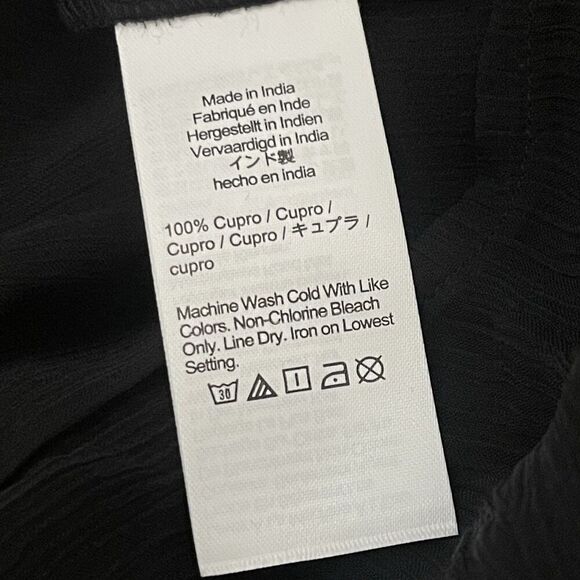 Made in India
Fabriqué en Inde
Hergestellt in Indien
Vervaardigd in India
インド製
hecho en india
100% Cupro / Cupro /
Cupro / Cupro / キュプラ /
cupro
Machine Wash Cold With Like
Colors. Non-Chlorine Bleach
Only. Line Dry. Iron on Lowest
Setting.
30